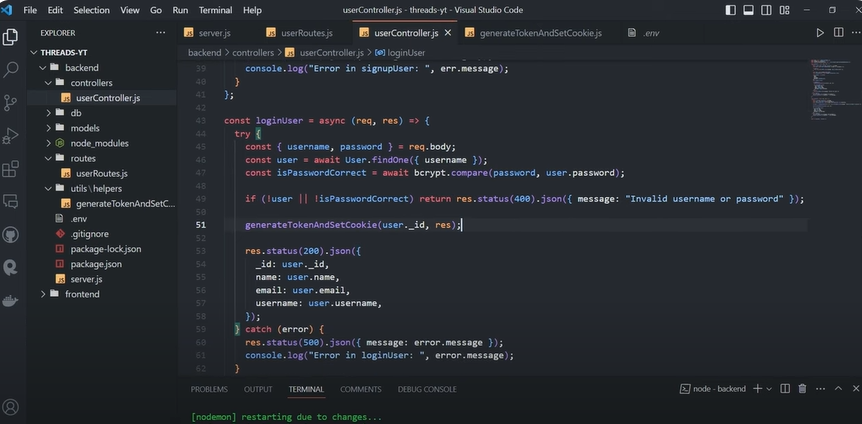 File Edit Selection View Go Run Terminal Help
userController.js - threads-yt - Visual Studio Code
EXPLORER
THREADS-YT
backend
controllers
userController.js
db
models
node_modules
routes
userRoutes.js
utils \ helpers
generateTokenAndSetC...
.env
.gitignore
package-lock.json
package.json
server.js
frontend
server.js userRoutes.js userController.js generateTokenAndSetCookie.js .env
backend > controllers > userController.js > loginUser
39 console.log("Error in signupUser: ", err.message);
40 }
41 };
42
43 const loginUser = async (req, res) => {
44 try {
45 const { username, password } = req.body;
46 const user = await User.findOne({ username });
47 const isPasswordCorrect = await bcrypt.compare(password, user.password);
48
49 if (!user || !isPasswordCorrect) return res.status(400).json({ message: "Invalid username or password" });
50
51 generateTokenAndSetCookie(user._id, res);
52
53 res.status(200).json({
54 _id: user._id,
55 name: user.name,
56 email: user.email,
57 username: user.username,
58 });
59 } catch (error) {
60 res.status(500).json({ message: error.message });
61 console.log("Error in loginUser: ", error.message);
62 }
PROBLEMS OUTPUT TERMINAL COMMENTS DEBUG CONSOLE
node - backend
[nodemon] restarting due to changes...